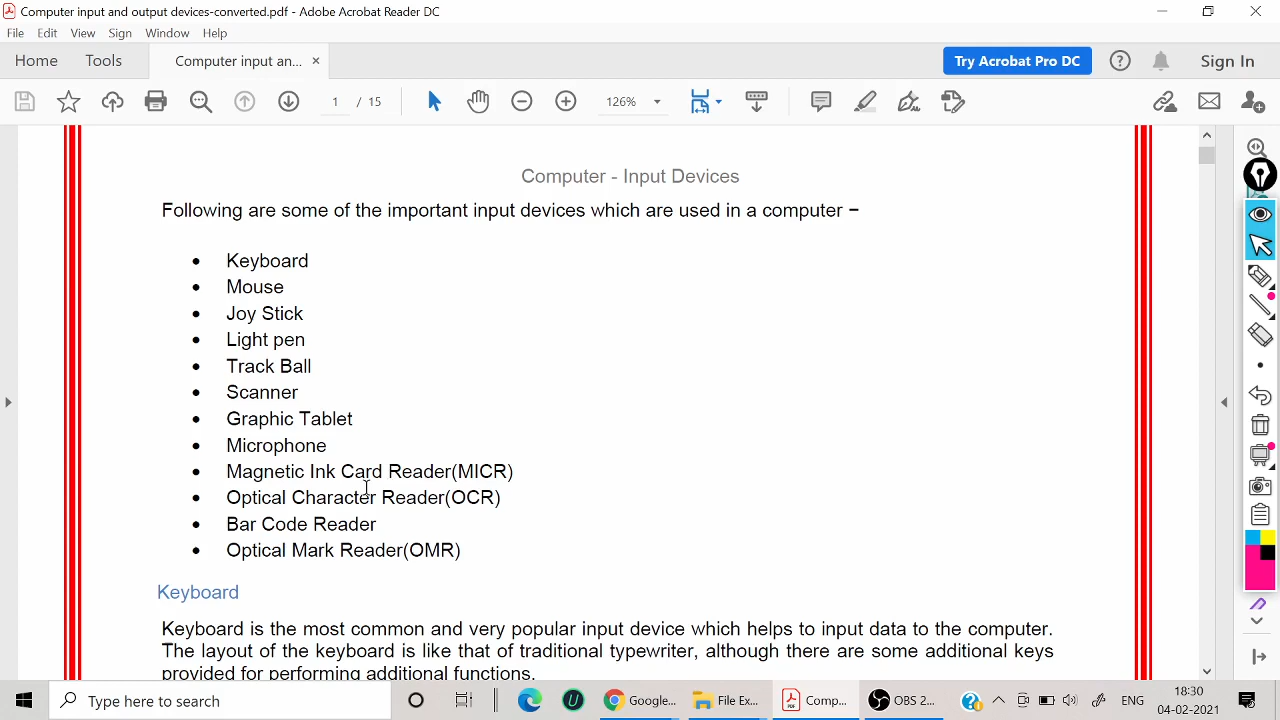 Computer input and output devices-converted.pdf - Adobe Acrobat Reader DC
File Edit View Sign Window Help
Home Tools Computer input an... × Try Acrobat Pro DC Sign In
1 / 15 126%
Computer - Input Devices
Following are some of the important input devices which are used in a computer −
• Keyboard
• Mouse
• Joy Stick
• Light pen
• Track Ball
• Scanner
• Graphic Tablet
• Microphone
• Magnetic Ink Card Reader(MICR)
• Optical Character Reader(OCR)
• Bar Code Reader
• Optical Mark Reader(OMR)
Keyboard
Keyboard is the most common and very popular input device which helps to input data to the computer.
The layout of the keyboard is like that of traditional typewriter, although there are some additional keys
provided for performing additional functions.
Type here to search Google... File Ex... Comp... OBS 2... ENG 18:30
04-02-2021